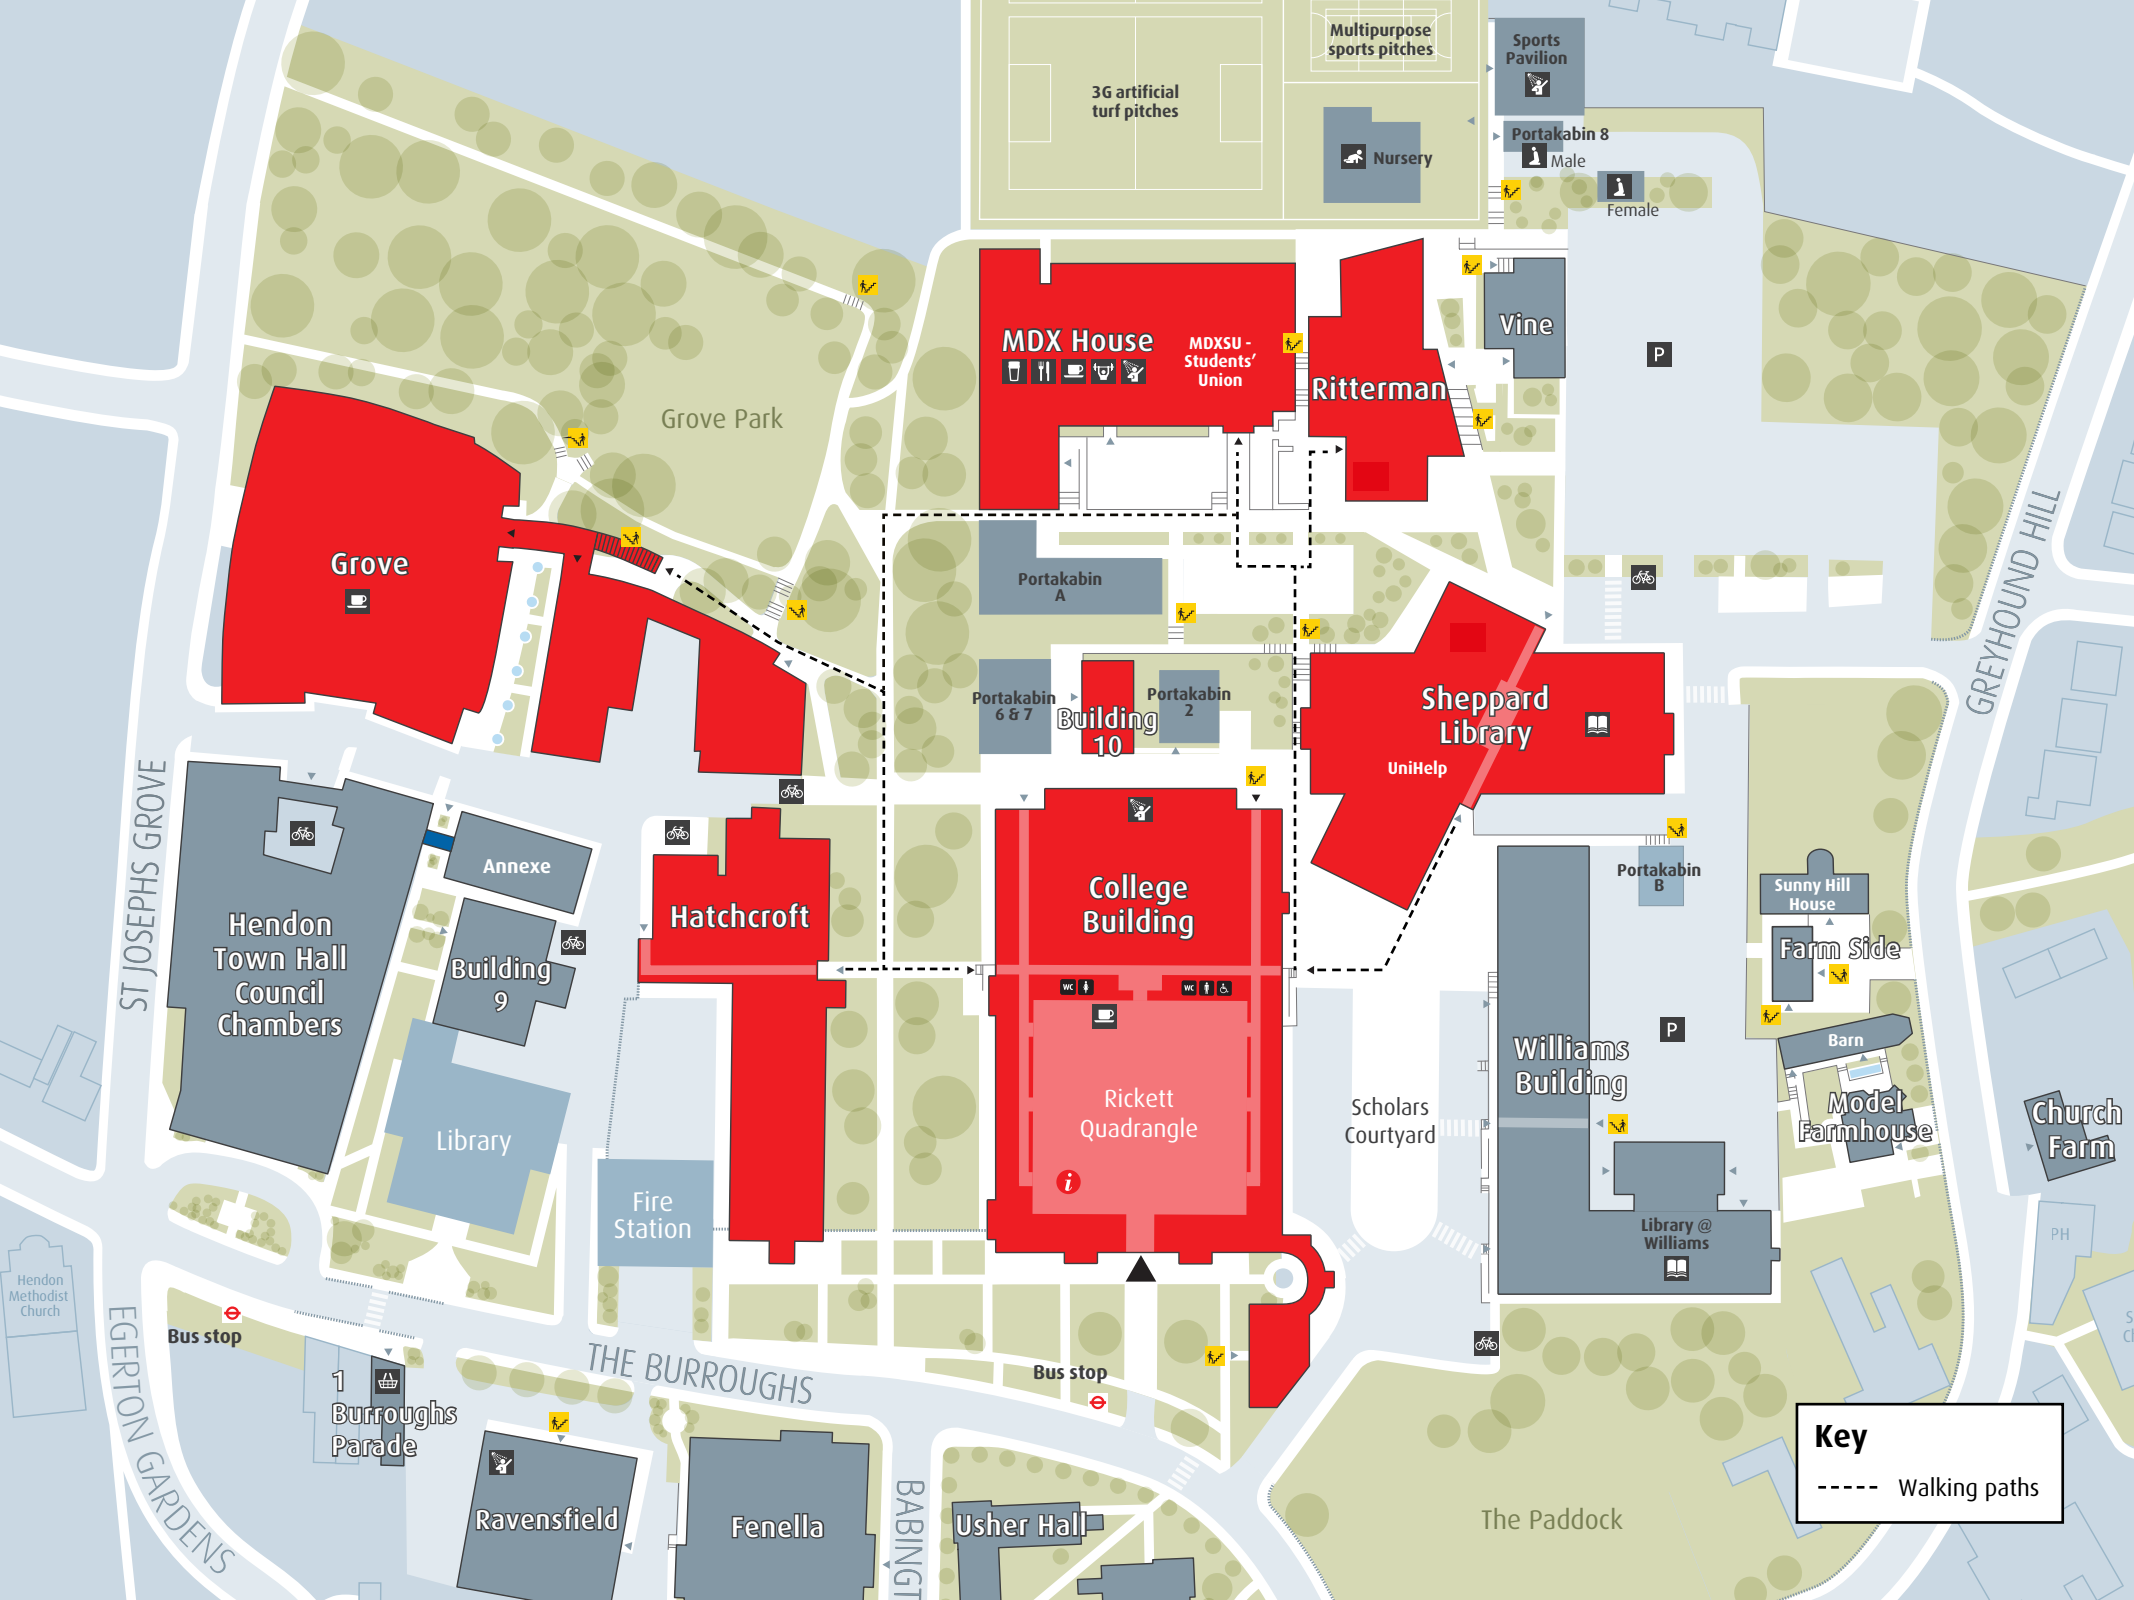 Multipurpose
sports pitches
Sports
Pavilion
3G artificial
turf pitches
Portakabin 8
Male
Nursery
Female
MDX House
MDXSU -
Students'
Union
Vine
P
Ritterman
Grove Park
Grove
Portakabin
A
Portakabin
6 & 7
Building
10
Portakabin
2
Sheppard
Library
UniHelp
GREYHOUND HILL
ST JOSEPHS GROVE
Annexe
Hatchcroft
College
Building
Portakabin
B
Sunny Hill
House
Farm Side
Hendon
Town Hall
Council
Chambers
Building
9
WC
WC
P
Barn
Williams
Building
Rickett
Quadrangle
i
Scholars
Courtyard
Model
Farmhouse
Church
Farm
Library
Fire
Station
Library @
Williams
PH
Hendon
Methodist
Church
Bus stop
EGERTON GARDENS
THE BURROUGHS
Bus stop
1
Burroughs
Parade
Ravensfield
Fenella
BABINGT
Usher Hall
The Paddock
Key
Walking paths